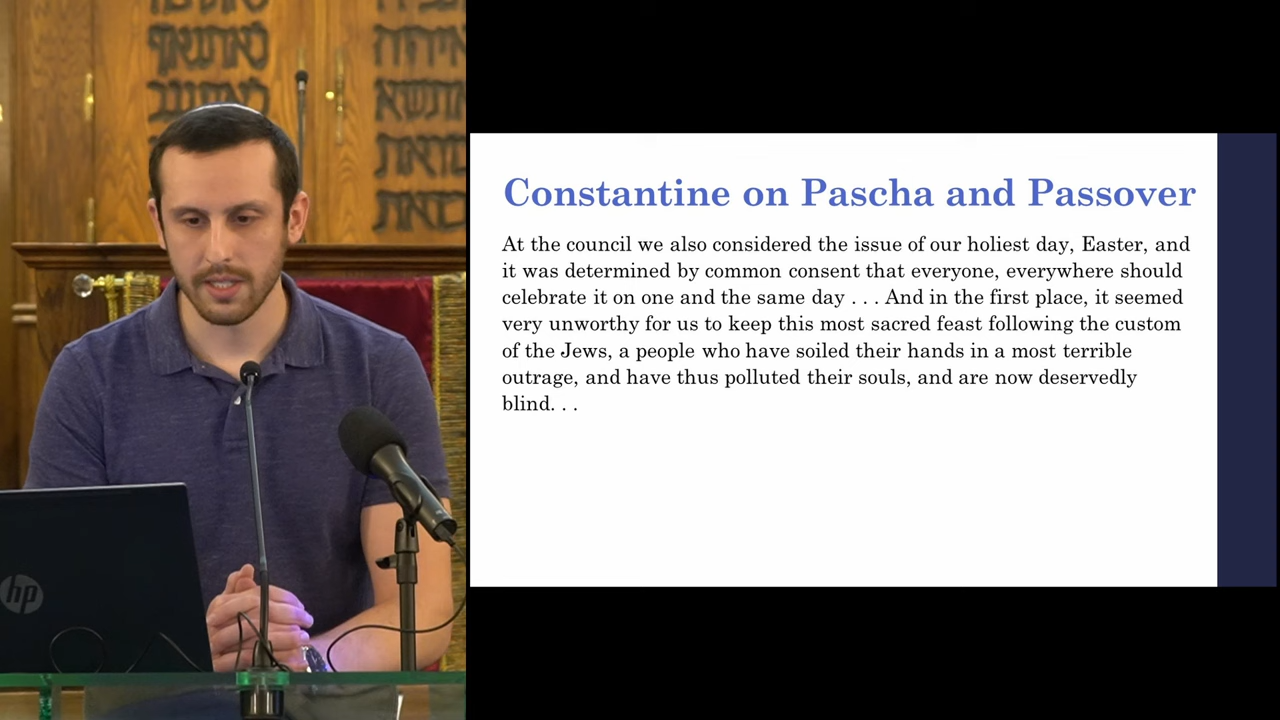 לאתנאף
לאתגנב
hp
Constantine on Pascha and Passover
At the council we also considered the issue of our holiest day, Easter, and
it was determined by common consent that everyone, everywhere should
celebrate it on one and the same day . . . And in the first place, it seemed
very unworthy for us to keep this most sacred feast following the custom
of the Jews, a people who have soiled their hands in a most terrible
outrage, and have thus polluted their souls, and are now deservedly
blind. . .